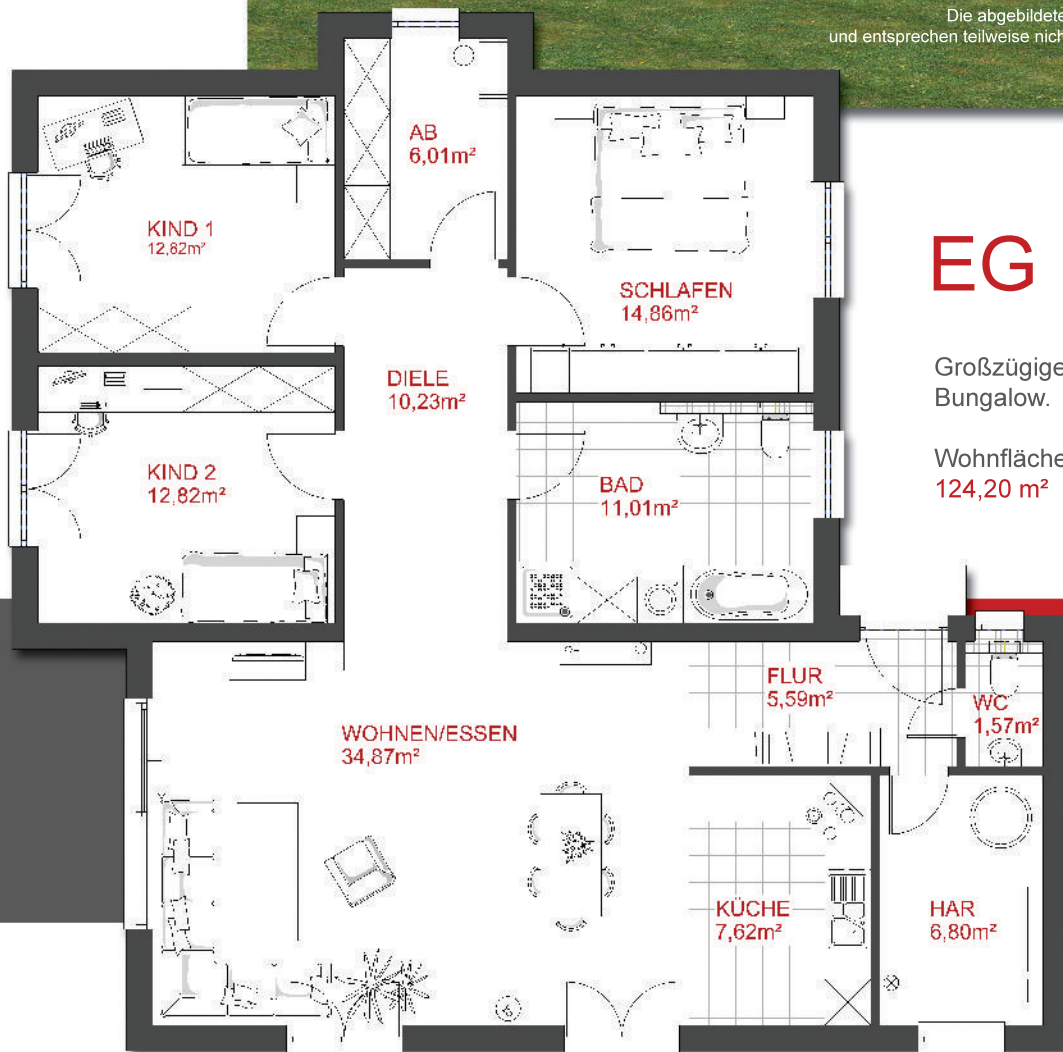 Die abgebildete
und entsprechen teilweise nich
AB
6,01m²
KIND 1
12,82m²
SCHLAFEN
14,86m²
EG
DIELE
10,23m²
Großzügige
Bungalow.
KIND 2
12,82m²
BAD
11,01m²
Wohnfläche
124,20 m²
FLUR
5,59m²
WC
1,57m²
WOHNEN/ESSEN
34,87m²
KÜCHE
7,62m²
HAR
6,80m²